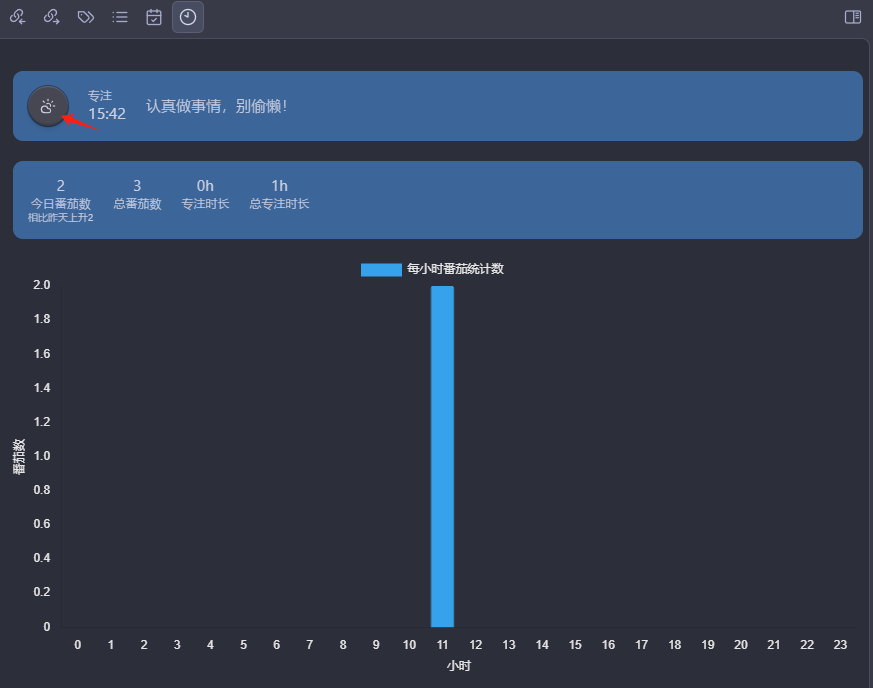 专注
15:42
认真做事情，别偷懒！
2 3 0h 1h
今日番茄数 总番茄数 专注时长 总专注时长
相比昨天上升2
每小时番茄统计数
2.0
1.8
1.6
1.4
1.2
1.0
0.8
0.6
0.4
0.2
0
番茄数
0 1 2 3 4 5 6 7 8 9 10 11 12 13 14 15 16 17 18 19 20 21 22 23
小时